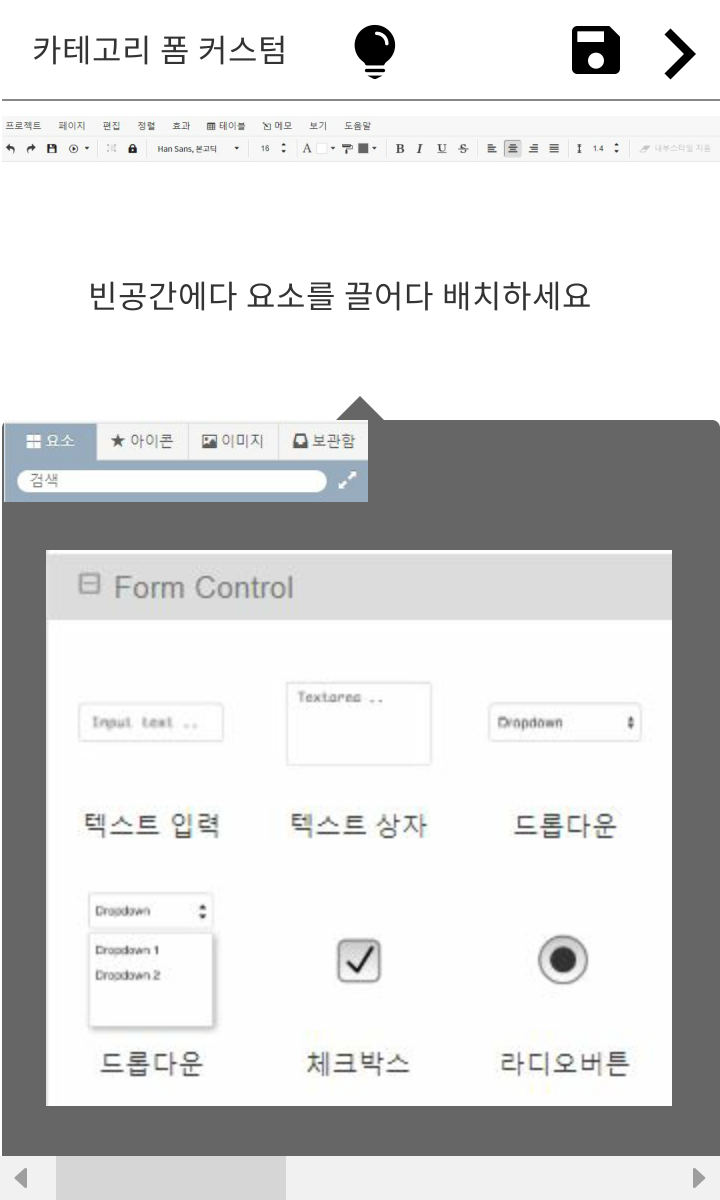 카테고리 폼 커스텀
프로젝트 페이지 편집 정렬 효과 테이블 메모 보기 도움말
Han Sans, 본고딕 16 A B I U S 1.4 내부스타일 지움
빈공간에다 요소를 끌어다 배치하세요
요소 아이콘 이미지 보관함
검색
Form Control
Input text .. Textarea .. Dropdown
텍스트 입력 텍스트 상자 드롭다운
Dropdown
Dropdown 1
Dropdown 2
드롭다운 체크박스 라디오버튼